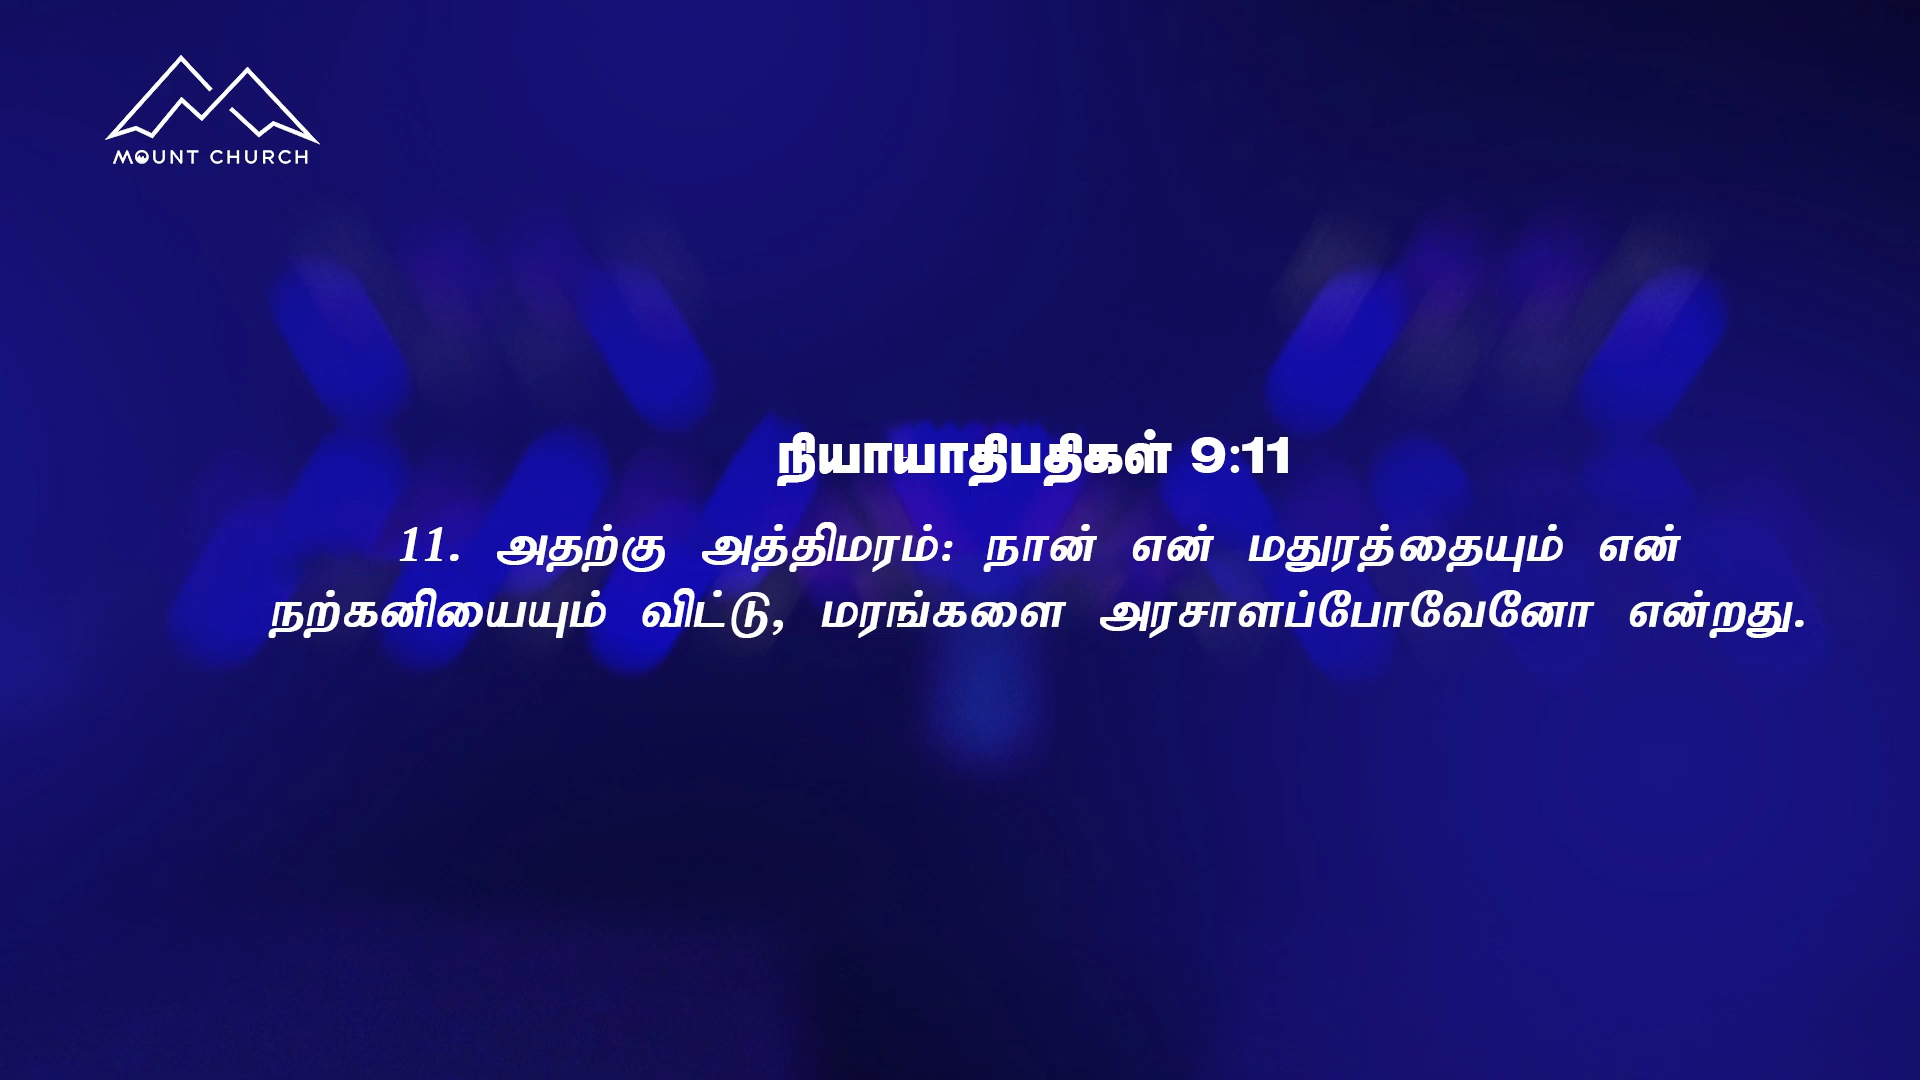 MOUNT CHURCH
நியாயாதிபதிகள் 9:11
11. அதற்கு அத்திமரம்: நான் என் மதுரத்தையும் என்
நற்கனியையும் விட்டு, மரங்களை அரசாளப்போவேனோ என்றது.